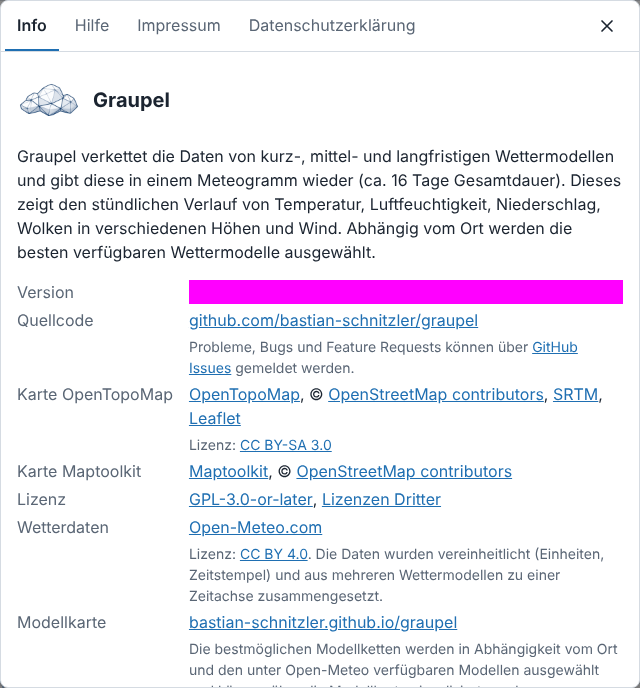 Info Hilfe Impressum Datenschutzerklärung
Graupel
Graupel verkettet die Daten von kurz-, mittel- und langfristigen Wettermodellen
und gibt diese in einem Meteogramm wieder (ca. 16 Tage Gesamtdauer). Dieses
zeigt den stündlichen Verlauf von Temperatur, Luftfeuchtigkeit, Niederschlag,
Wolken in verschiedenen Höhen und Wind. Abhängig vom Ort werden die
besten verfügbaren Wettermodelle ausgewählt.
Version
Quellcode github.com/bastian-schnitzler/graupel
Probleme, Bugs und Feature Requests können über GitHub
Issues gemeldet werden.
Karte OpenTopoMap OpenTopoMap, © OpenStreetMap contributors, SRTM,
Leaflet
Lizenz: CC BY-SA 3.0
Karte Maptoolkit Maptoolkit, © OpenStreetMap contributors
Lizenz GPL-3.0-or-later, Lizenzen Dritter
Wetterdaten Open-Meteo.com
Lizenz: CC BY 4.0. Die Daten wurden vereinheitlicht (Einheiten,
Zeitstempel) und aus mehreren Wettermodellen zu einer
Zeitachse zusammengesetzt.
Modellkarte bastian-schnitzler.github.io/graupel
Die bestmöglichen Modellketten werden in Abhängigkeit vom Ort
und den unter Open-Meteo verfügbaren Modellen ausgewählt